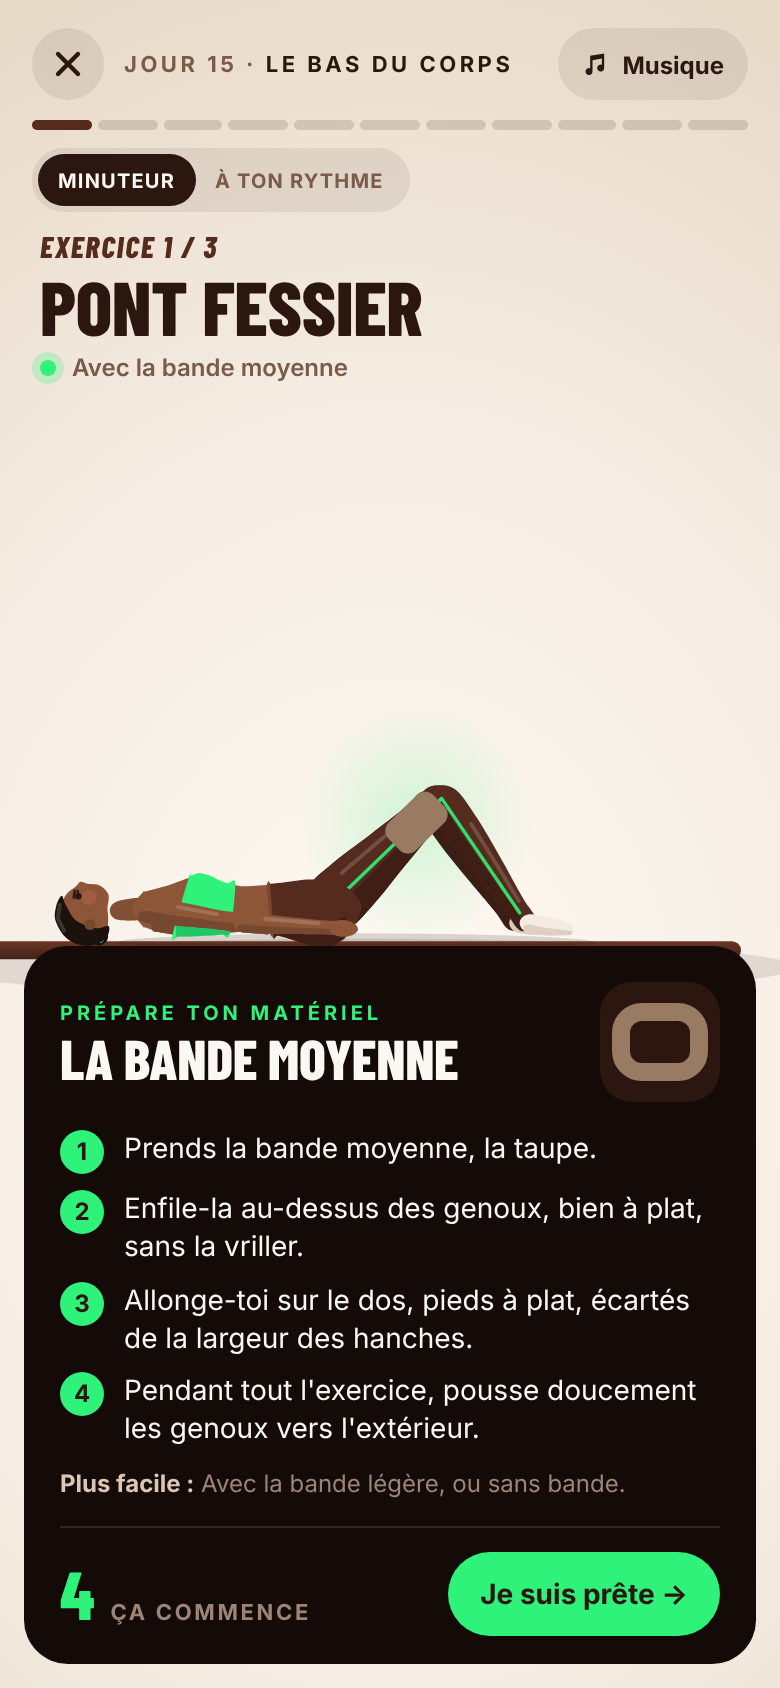 JOUR 15 · LE BAS DU CORPS
Musique
MINUTEUR
À TON RYTHME
EXERCICE 1 / 3
PONT FESSIER
Avec la bande moyenne
PRÉPARE TON MATÉRIEL
LA BANDE MOYENNE
1 Prends la bande moyenne, la taupe.
2 Enfile-la au-dessus des genoux, bien à plat,
sans la vriller.
3 Allonge-toi sur le dos, pieds à plat, écartés
de la largeur des hanches.
4 Pendant tout l'exercice, pousse doucement
les genoux vers l'extérieur.
Plus facile : Avec la bande légère, ou sans bande.
4 ÇA COMMENCE
Je suis prête →